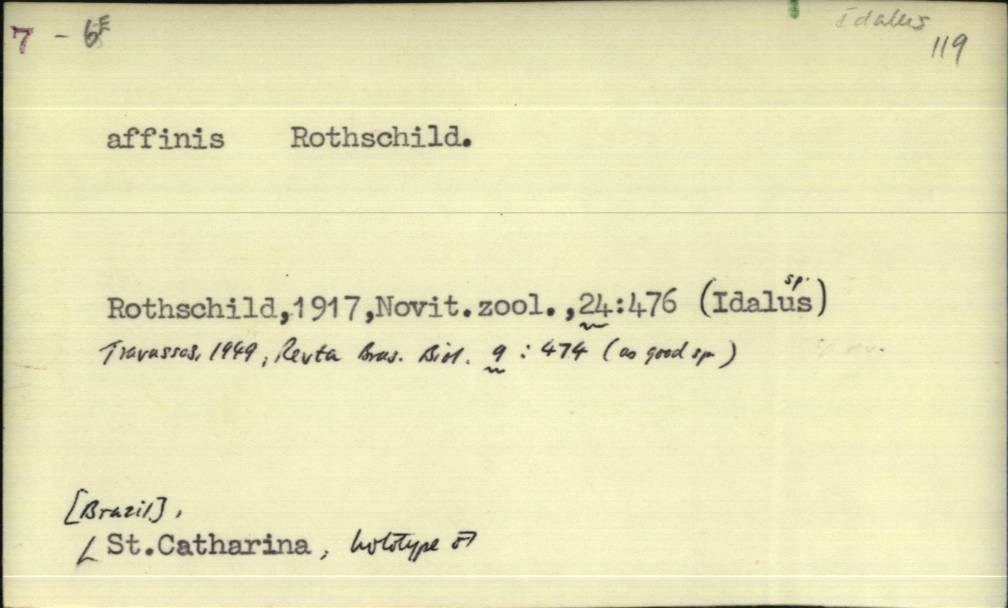 7 - 6
Idalus
119
affinis Rothschild.
Rothschild,1917,Novit.zool.,24:476 (Idalus) sp.
Travassos, 1949, Revta Bras. Biol. 9 : 474 (as good sp.)
[Brazil],
St.Catharina, holotype ♂